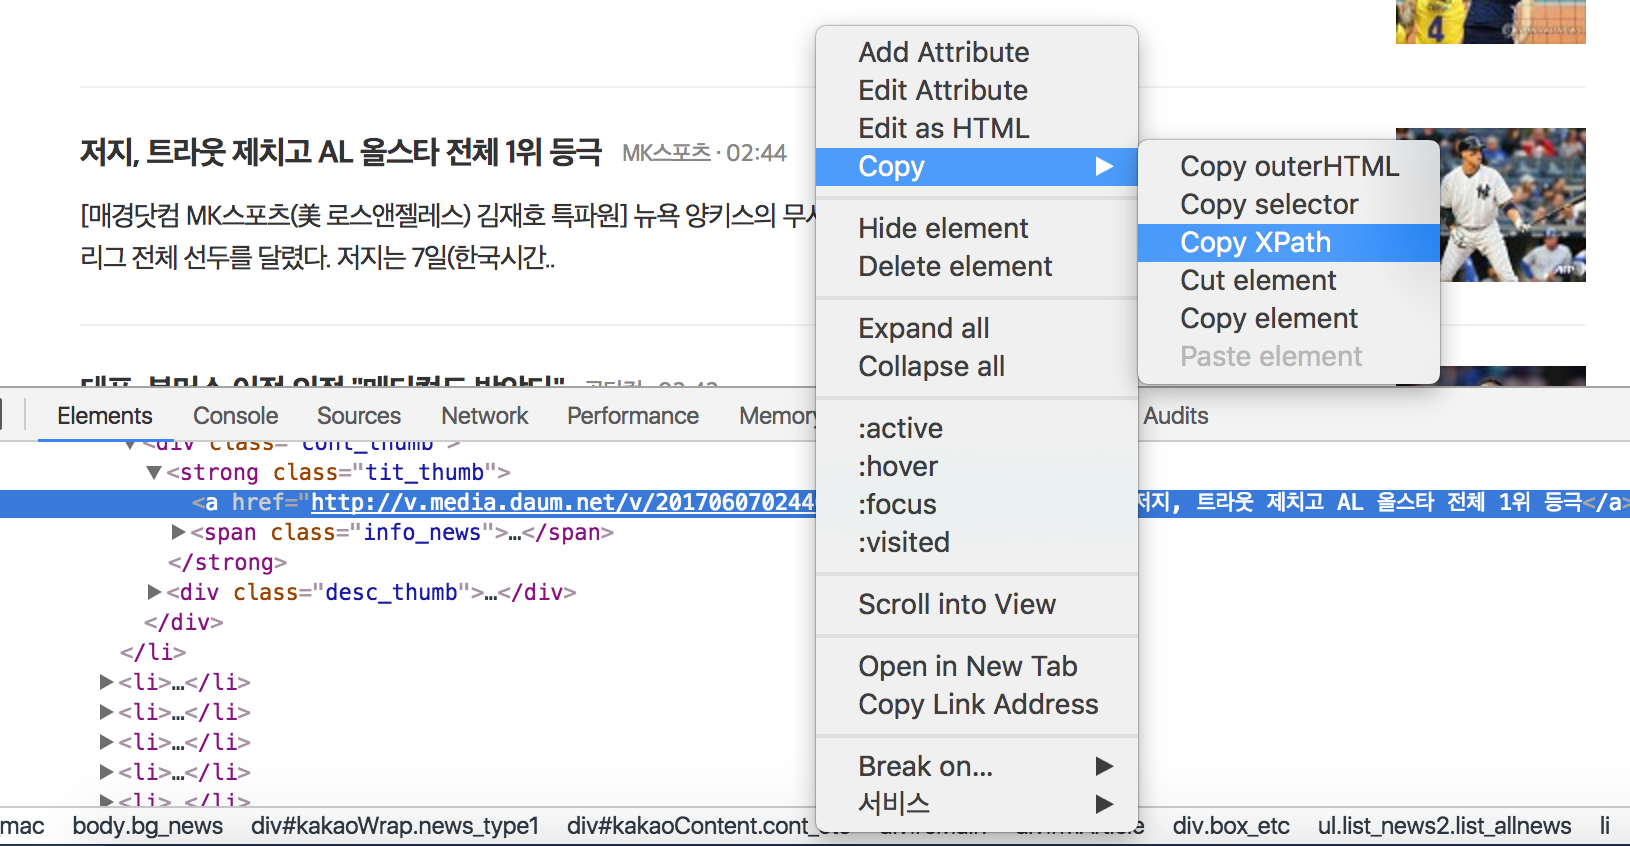 4
저지, 트라웃 제치고 AL 올스타 전체 1위 등극 MK스포츠 · 02:44
[매경닷컴 MK스포츠(美 로스앤젤레스) 김재호 특파원] 뉴욕 양키스의
리그 전체 선두를 달렸다. 저지는 7일(한국시간..
Add Attribute
Edit Attribute
Edit as HTML
Copy
Hide element
Delete element
Expand all
Collapse all
:active
:hover
:focus
:visited
Scroll into View
Open in New Tab
Copy Link Address
Break on...
서비스
Copy outerHTML
Copy selector
Copy XPath
Cut element
Copy element
Paste element
Elements Console Sources Network Performance Memory Audits
<div class="cont_thumb">
<strong class="tit_thumb">
<a href="http://v.media.daum.net/v/201706070244 저지, 트라웃 제치고 AL 올스타 전체 1위 등극</a>
<span class="info_news">…</span>
</strong>
<div class="desc_thumb">…</div>
</div>
</li>
<li>…</li>
<li>…</li>
<li>…</li>
<li>…</li>
<li>…</li>
mac body.bg_news div#kakaoWrap.news_type1 div#kakaoContent.cont_etc div#cMain div#mArticle div.box_etc ul.list_news2.list_allnews li